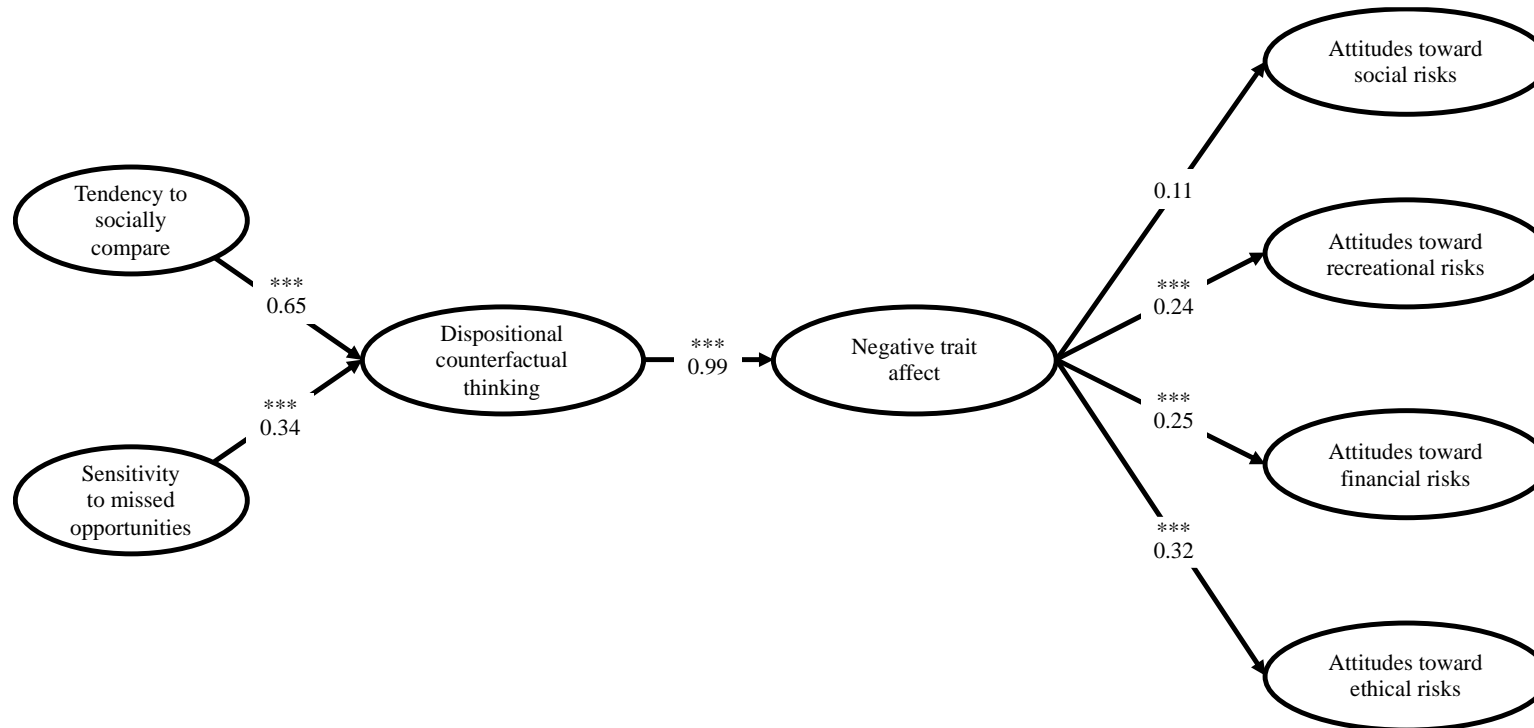 Attitudes toward
social risks
0.11
Tendency to
socially
compare
Attitudes toward
recreational risks
***
0.65
***
0.24
Dispositional
counterfactual
thinking
***
0.99
Negative trait
affect
***
0.34
***
0.25
Sensitivity
to missed
opportunities
Attitudes toward
financial risks
***
0.32
Attitudes toward
ethical risks